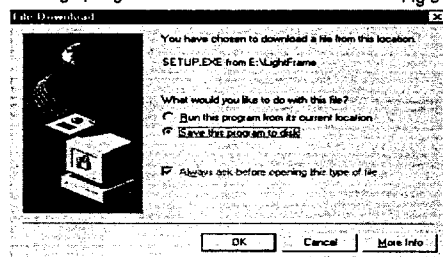 File Download
You have chosen to download a file from this location.
SETUP.EXE from E:\LightFrame
What would you like to do with this file?
Run this program from its current location
Save this program to disk
Always ask before opening this type of file
OK Cancel More Info